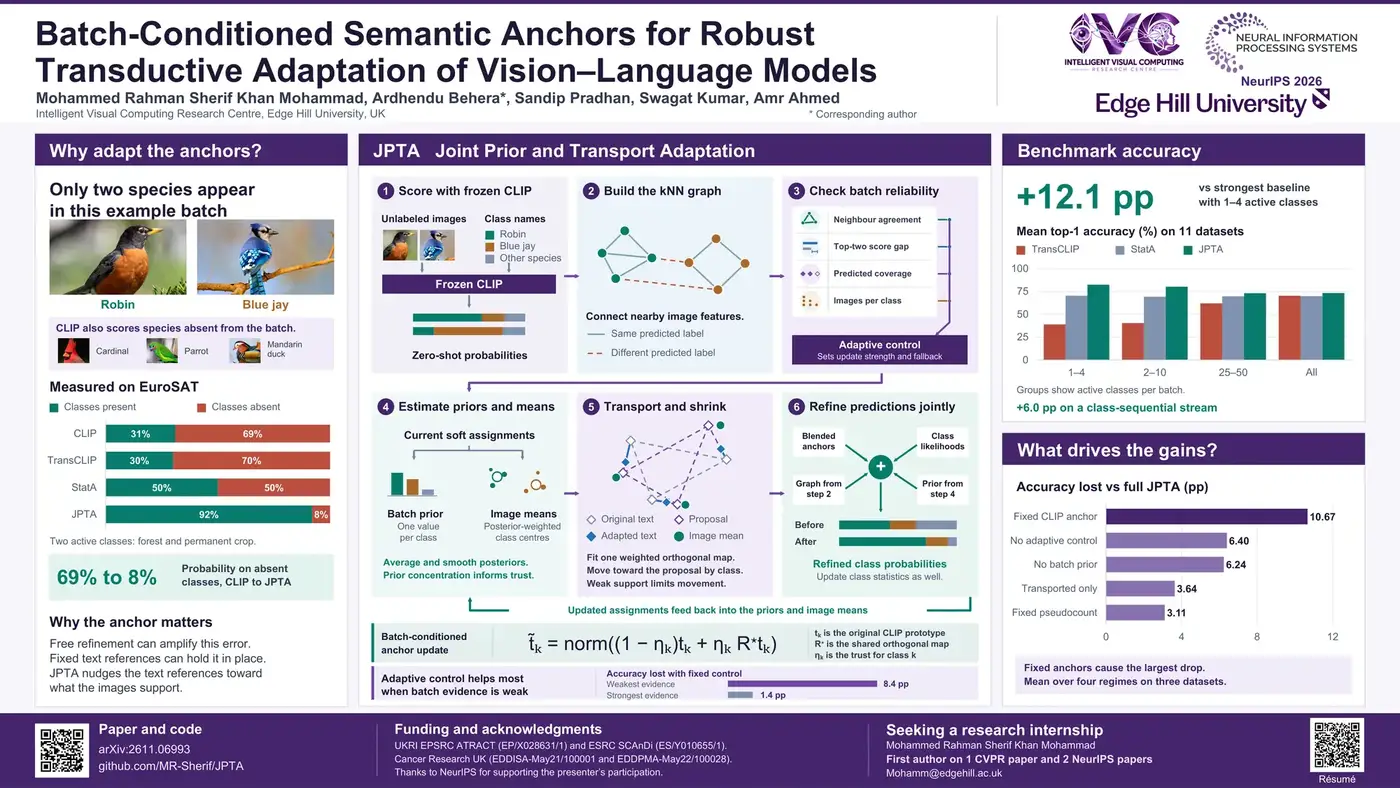 Batch-Conditioned Semantic Anchors for Robust
Transductive Adaptation of Vision–Language Models
Mohammed Rahman Sherif Khan Mohammad, Ardhendu Behera*, Sandip Pradhan, Swagat Kumar, Amr Ahmed
Intelligent Visual Computing Research Centre, Edge Hill University, UK
* Corresponding author
IVC
INTELLIGENT VISUAL COMPUTING
RESEARCH CENTRE
NEURAL INFORMATION
PROCESSING SYSTEMS
NeurIPS 2026
Edge Hill University
Why adapt the anchors?
Only two species appear
in this example batch
Robin
Blue jay
CLIP also scores species absent from the batch.
Cardinal
Parrot
Mandarin
duck
Measured on EuroSAT
Classes present
Classes absent
CLIP 31% 69%
TransCLIP 30% 70%
StatA 50% 50%
JPTA 92% 8%
Two active classes: forest and permanent crop.
69% to 8%
Probability on absent
classes, CLIP to JPTA
Why the anchor matters
Free refinement can amplify this error.
Fixed text references can hold it in place.
JPTA nudges the text references toward
what the images support.
JPTA Joint Prior and Transport Adaptation
1 Score with frozen CLIP
Unlabeled images
Class names
Robin
Blue jay
Other species
Frozen CLIP
Zero-shot probabilities
2 Build the kNN graph
Connect nearby image features.
Same predicted label
Different predicted label
3 Check batch reliability
Neighbour agreement
Top-two score gap
Predicted coverage
Images per class
Adaptive control
Sets update strength and fallback
4 Estimate priors and means
Current soft assignments
Batch prior
One value
per class
Image means
Posterior-weighted
class centres
Average and smooth posteriors.
Prior concentration informs trust.
5 Transport and shrink
Original text
Proposal
Adapted text
Image mean
Fit one weighted orthogonal map.
Move toward the proposal by class.
Weak support limits movement.
6 Refine predictions jointly
Blended
anchors
Class
likelihoods
+
Graph from
step 2
Prior from
step 4
Before
After
Refined class probabilities
Update class statistics as well.
Updated assignments feed back into the priors and image means
Batch-conditioned
anchor update
t̃ₖ = norm((1 − ηₖ)tₖ + ηₖ R*tₖ)
tₖ is the original CLIP prototype
R* is the shared orthogonal map
ηₖ is the trust for class k
Adaptive control helps most
when batch evidence is weak
Accuracy lost with fixed control
Weakest evidence 8.4 pp
Strongest evidence 1.4 pp
Benchmark accuracy
+12.1 pp
vs strongest baseline
with 1–4 active classes
Mean top-1 accuracy (%) on 11 datasets
TransCLIP
StatA
JPTA
100
75
50
25
0
1–4
2–10
25–50
All
Groups show active classes per batch.
+6.0 pp on a class-sequential stream
What drives the gains?
Accuracy lost vs full JPTA (pp)
Fixed CLIP anchor 10.67
No adaptive control 6.40
No batch prior 6.24
Transported only 3.64
Fixed pseudocount 3.11
0 4 8 12
Fixed anchors cause the largest drop.
Mean over four regimes on three datasets.
Paper and code
arXiv:2611.06993
github.com/MR-Sherif/JPTA
Funding and acknowledgments
UKRI EPSRC ATRACT (EP/X028631/1) and ESRC SCAnDi (ES/Y010655/1).
Cancer Research UK (EDDISA-May21/100001 and EDDPMA-May22/100028).
Thanks to NeurIPS for supporting the presenter's participation.
Seeking a research internship
Mohammed Rahman Sherif Khan Mohammad
First author on 1 CVPR paper and 2 NeurIPS papers
Mohamm@edgehill.ac.uk
Résumé